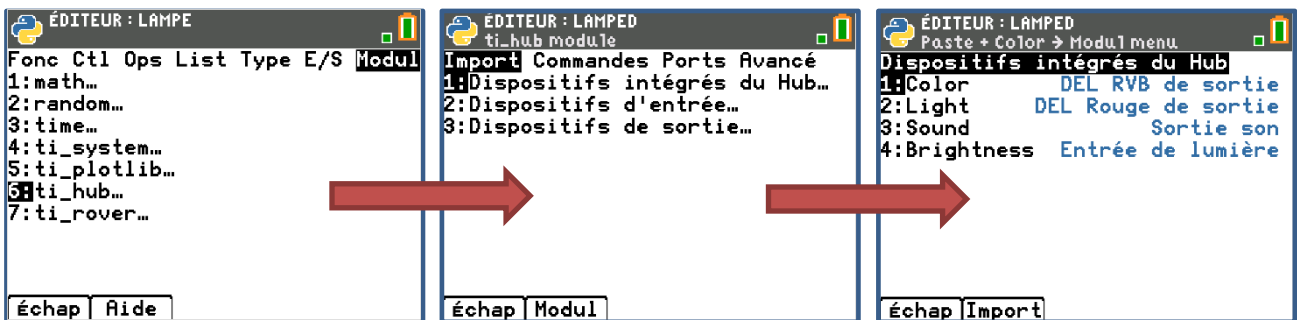 ÉDITEUR : LAMPE
Fonc Ctl Ops List Type E/S Modul
1:math…
2:random…
3:time…
4:ti_system…
5:ti_plotlib…
6:ti_hub…
7:ti_rover…
Échap Aide
ÉDITEUR : LAMPED
ti_hub module
Import Commandes Ports Avancé
1:Dispositifs intégrés du Hub…
2:Dispositifs d'entrée…
3:Dispositifs de sortie…
Échap Modul
ÉDITEUR : LAMPED
Paste + Color → Modul menu
Dispositifs intégrés du Hub
1:Color DEL RVB de sortie
2:Light DEL Rouge de sortie
3:Sound Sortie son
4:Brightness Entrée de lumière
Échap Import